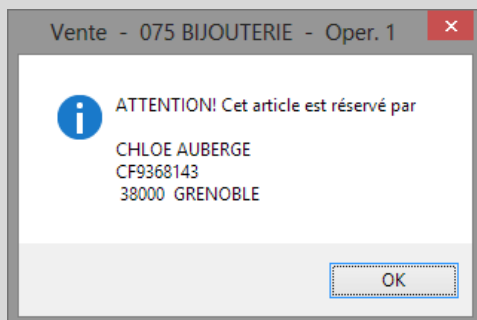 Vente - 075 BIJOUTERIE - Oper. 1
ATTENTION! Cet article est réservé par
CHLOE AUBERGE
CF9368143
38000 GRENOBLE
OK